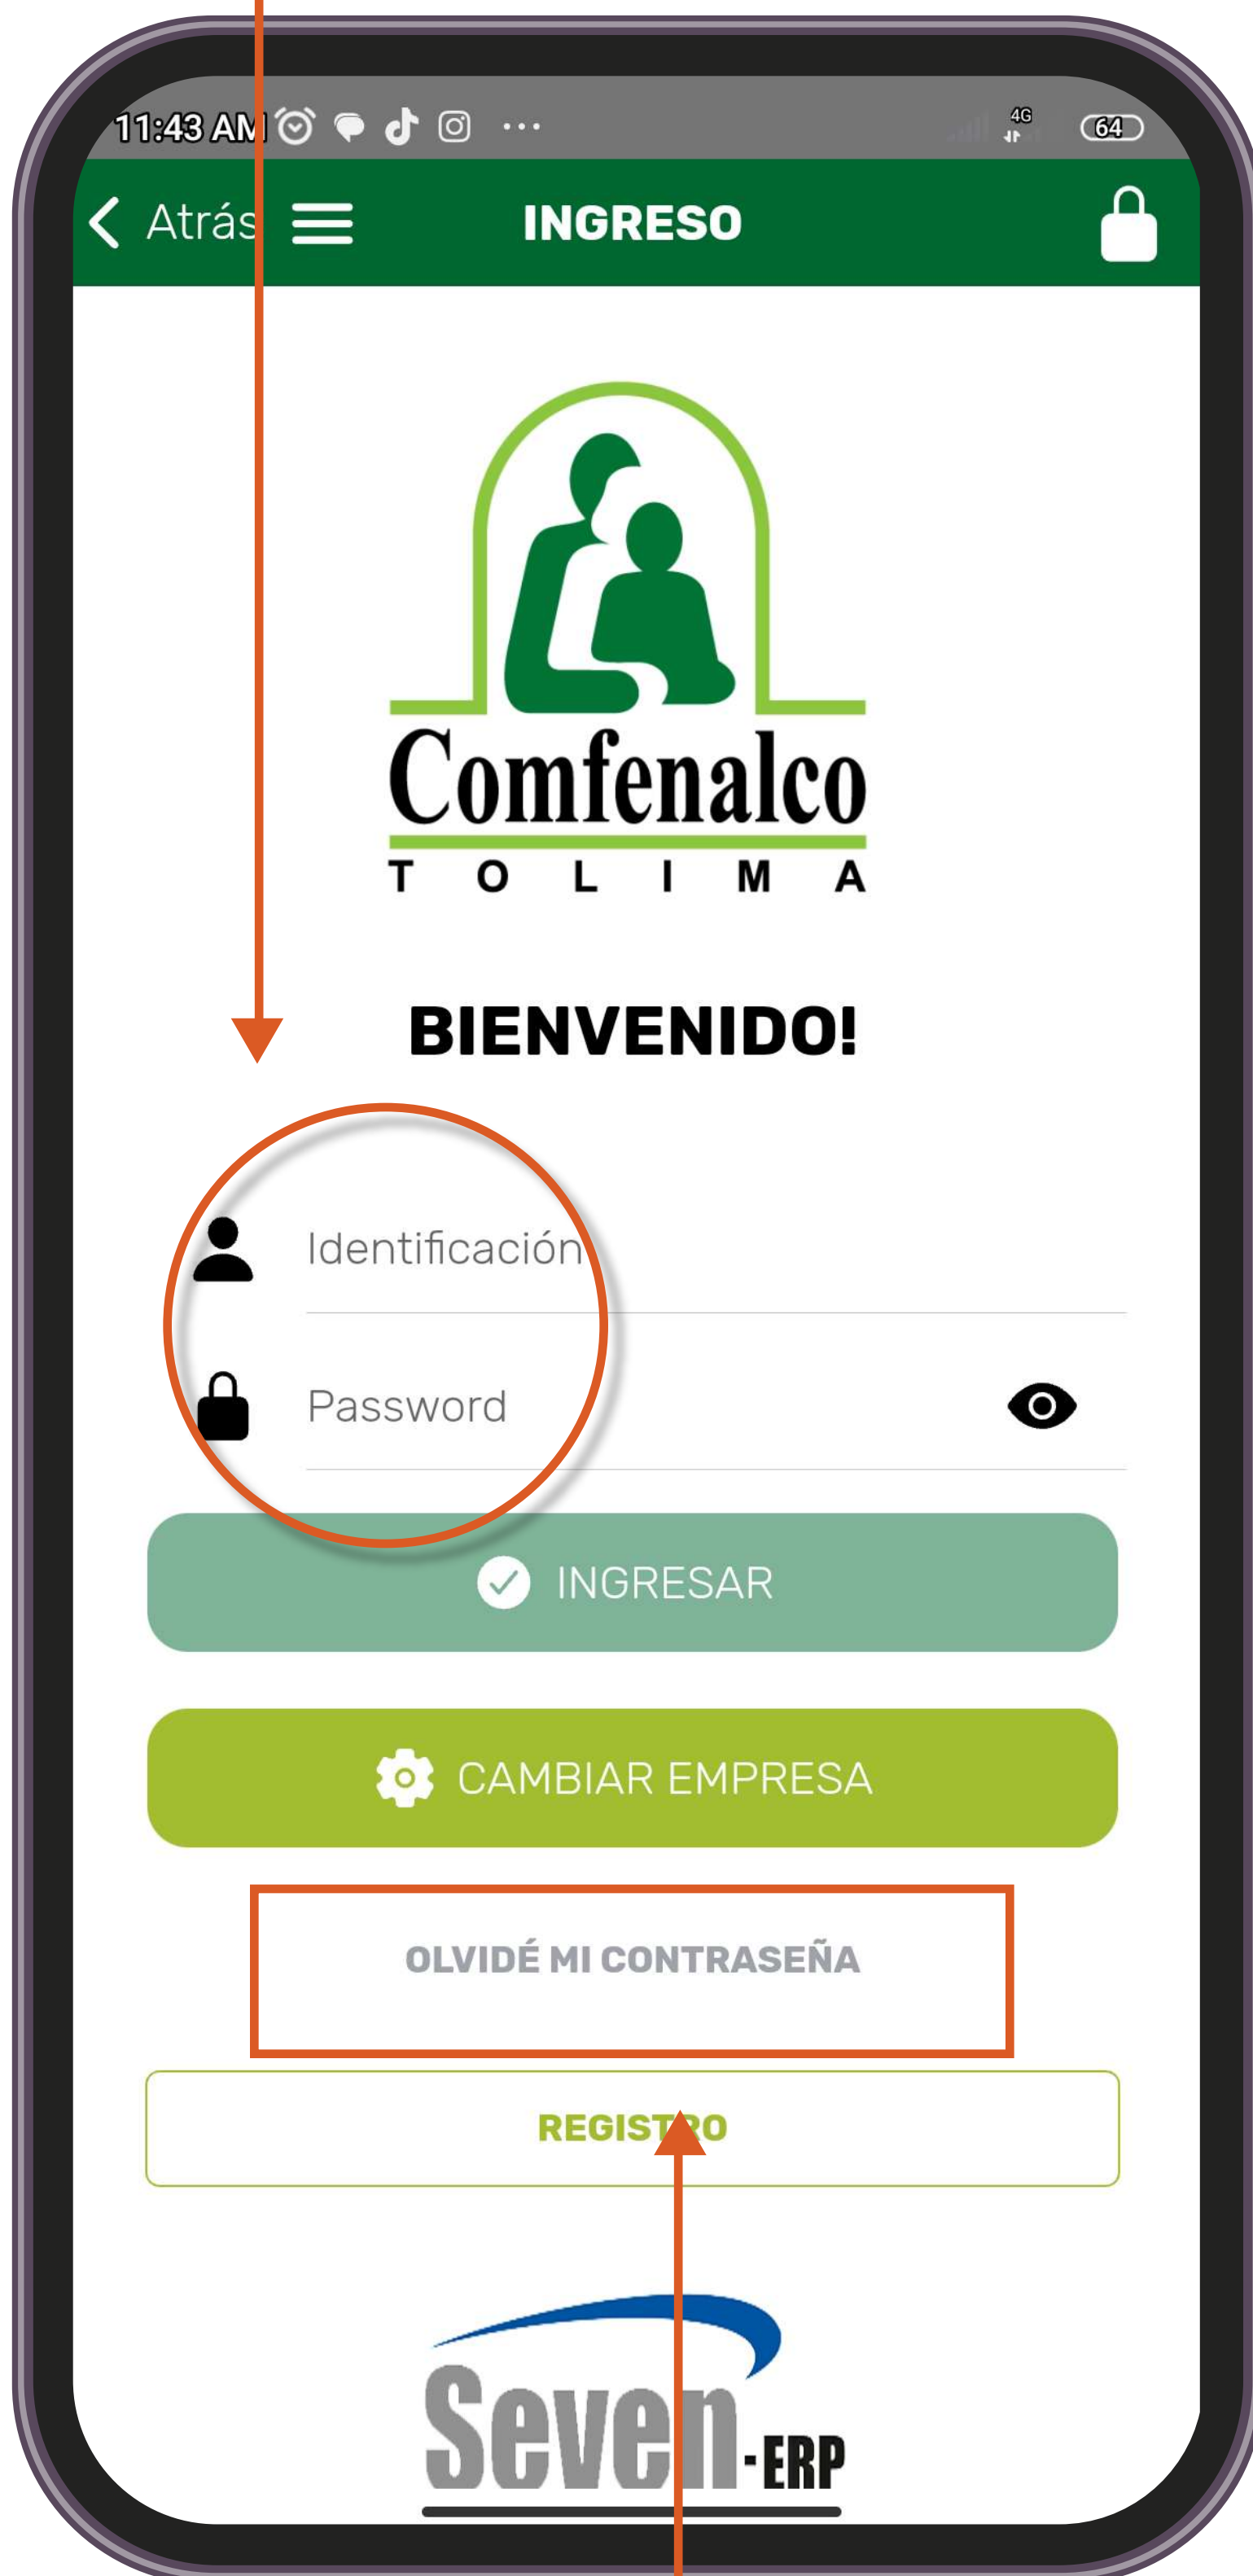 11:43 AM ... 4G 64
Atrás INGRESO
Comfenalco
TOLIMA
BIENVENIDO!
Identificación
Password
INGRESAR
CAMBIAR EMPRESA
OLVIDÉ MI CONTRASEÑA
REGISTRO
Seven-ERP